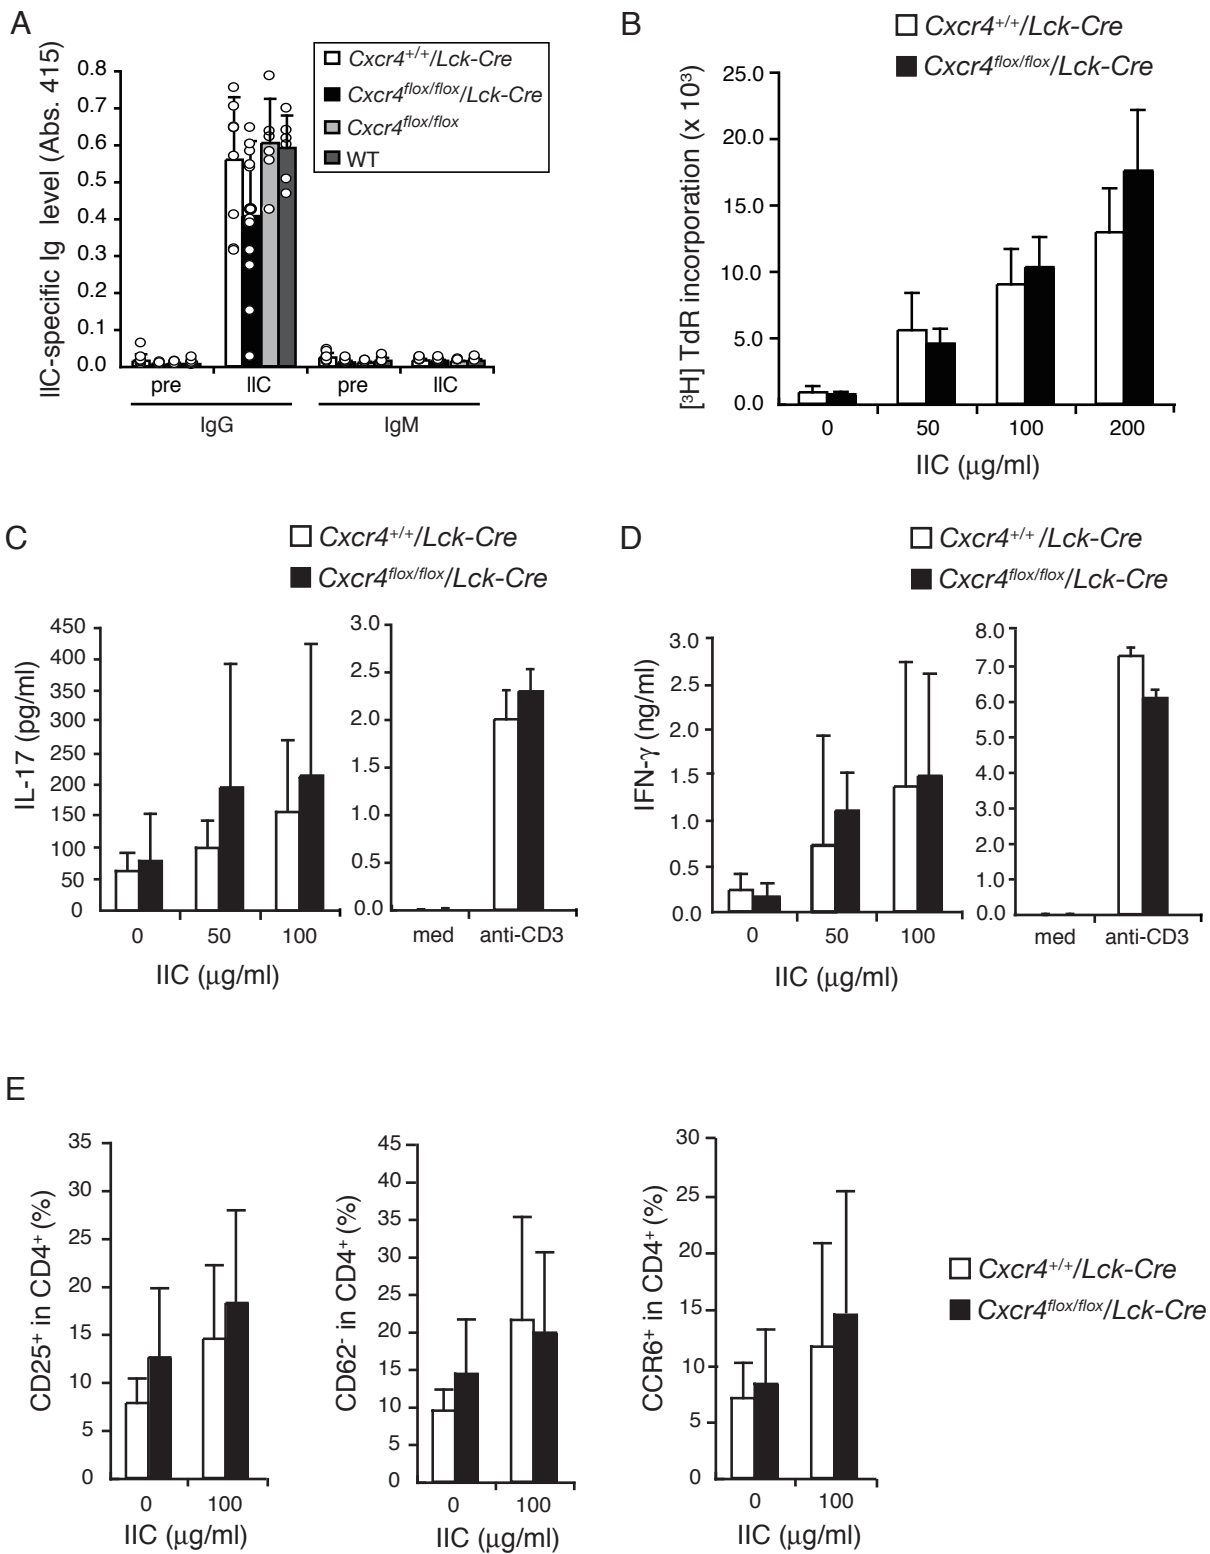 A
IIC-specific Ig level (Abs. 415)
0.8
0.7
0.6
0.5
0.4
0.3
0.2
0.1
0.0
Cxcr4+/+/Lck-Cre
Cxcr4flox/flox/Lck-Cre
Cxcr4flox/flox
WT
pre IIC pre IIC
IgG IgM
B
Cxcr4+/+/Lck-Cre
Cxcr4flox/flox/Lck-Cre
[3H] TdR incorporation (x 10³)
25.0
20.0
15.0
10.0
5.0
0.0
0 50 100 200
IIC (μg/ml)
C
Cxcr4+/+/Lck-Cre
Cxcr4flox/flox/Lck-Cre
IL-17 (pg/ml)
450
400
350
300
250
200
150
100
50
0
0 50 100
IIC (μg/ml)
3.0
2.5
2.0
1.5
1.0
0.5
0.0
med anti-CD3
D
Cxcr4+/+ /Lck-Cre
Cxcr4flox/flox/Lck-Cre
IFN-γ (ng/ml)
3.0
2.5
2.0
1.5
1.0
0.5
0.0
0 50 100
IIC (μg/ml)
8.0
7.0
6.0
5.0
4.0
3.0
2.0
1.0
0.0
med anti-CD3
E
CD25+ in CD4+ (%)
35
30
25
20
15
10
5
0
0 100
IIC (μg/ml)
CD62- in CD4+ (%)
45
40
35
30
25
20
15
10
5
0
0 100
IIC (μg/ml)
CCR6+ in CD4+ (%)
30
25
20
15
10
5
0
0 100
IIC (μg/ml)
Cxcr4+/+/Lck-Cre
Cxcr4flox/flox/Lck-Cre